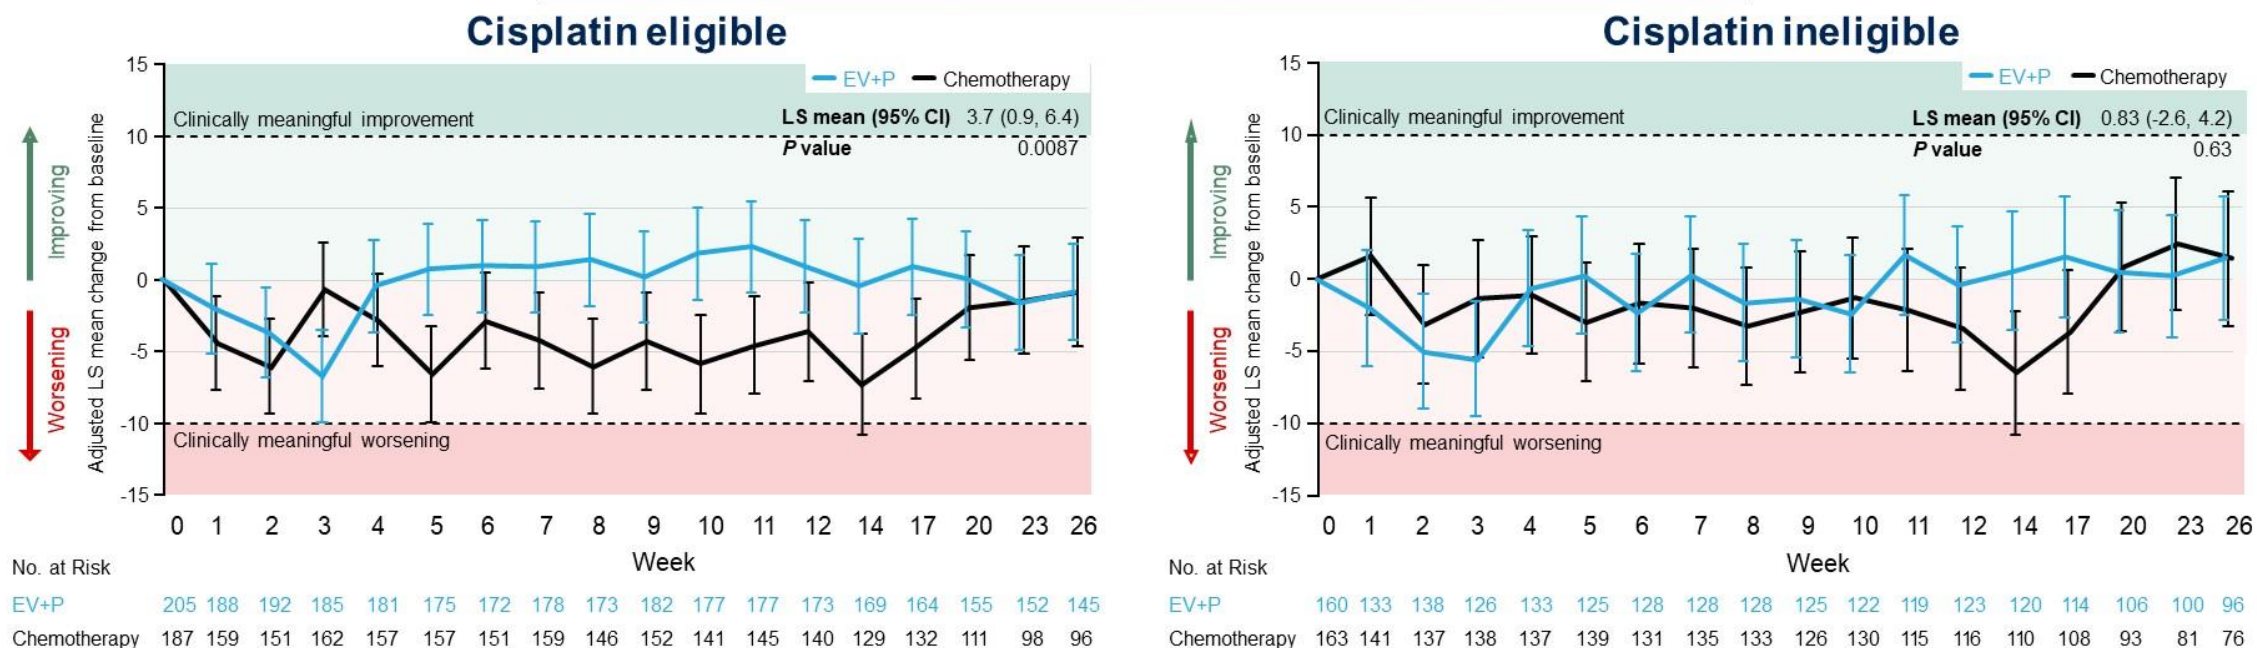 Cisplatin eligible
15
10
5
0
-5
-10
-15
Improving
Worsening
Adjusted LS mean change from baseline
EV+P Chemotherapy
Clinically meaningful improvement
LS mean (95% CI) 3.7 (0.9, 6.4)
P value 0.0087
Clinically meaningful worsening
0 1 2 3 4 5 6 7 8 9 10 11 12 14 17 20 23 26
Week
No. at Risk
EV+P 205 188 192 185 181 175 172 178 173 182 177 177 173 169 164 155 152 145
Chemotherapy 187 159 151 162 157 157 151 159 146 152 141 145 140 129 132 111 98 96
Cisplatin ineligible
15
10
5
0
-5
-10
-15
Improving
Worsening
Adjusted LS mean change from baseline
EV+P Chemotherapy
Clinically meaningful improvement
LS mean (95% CI) 0.83 (-2.6, 4.2)
P value 0.63
Clinically meaningful worsening
0 1 2 3 4 5 6 7 8 9 10 11 12 14 17 20 23 26
Week
No. at Risk
EV+P 160 133 138 126 133 125 128 128 128 125 122 119 123 120 114 106 100 96
Chemotherapy 163 141 137 138 137 139 131 135 133 126 130 115 116 110 108 93 81 76